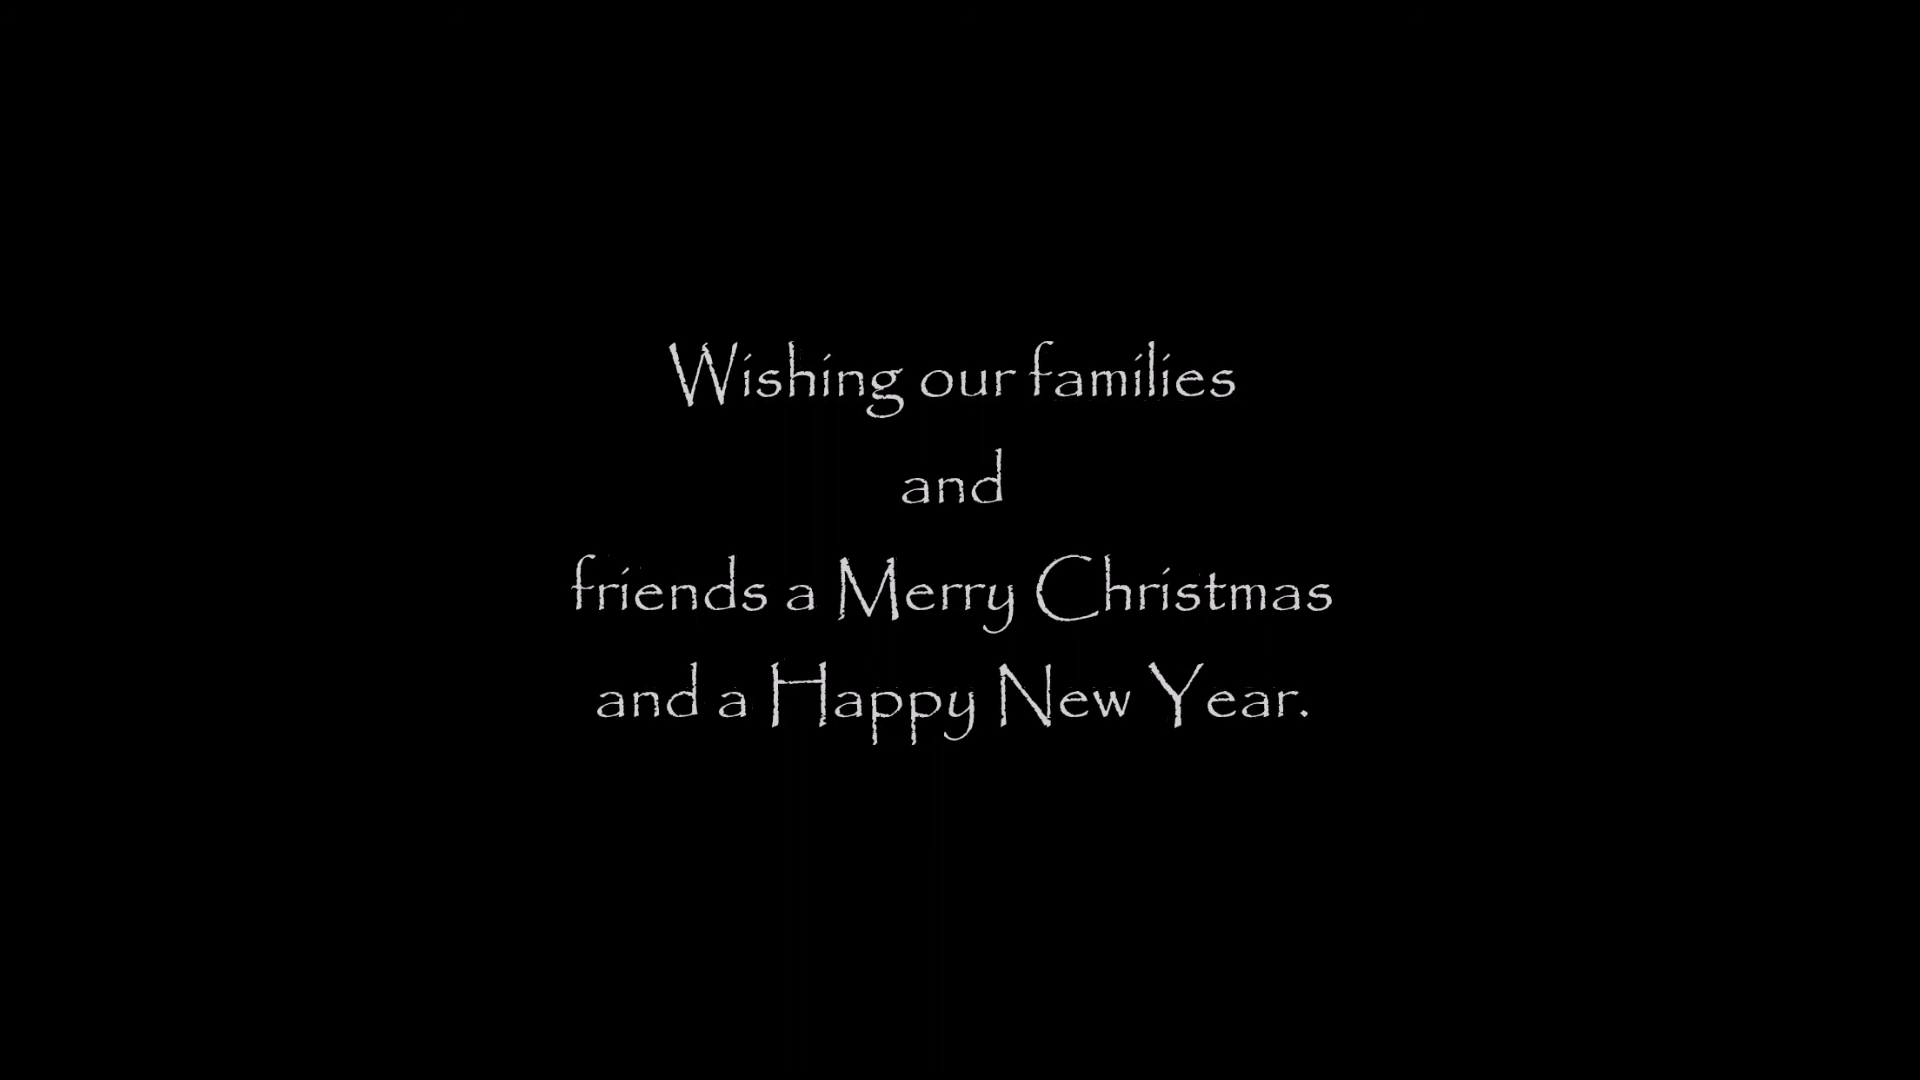 Wishing our families
and
friends a Merry Christmas
and a Happy New Year.